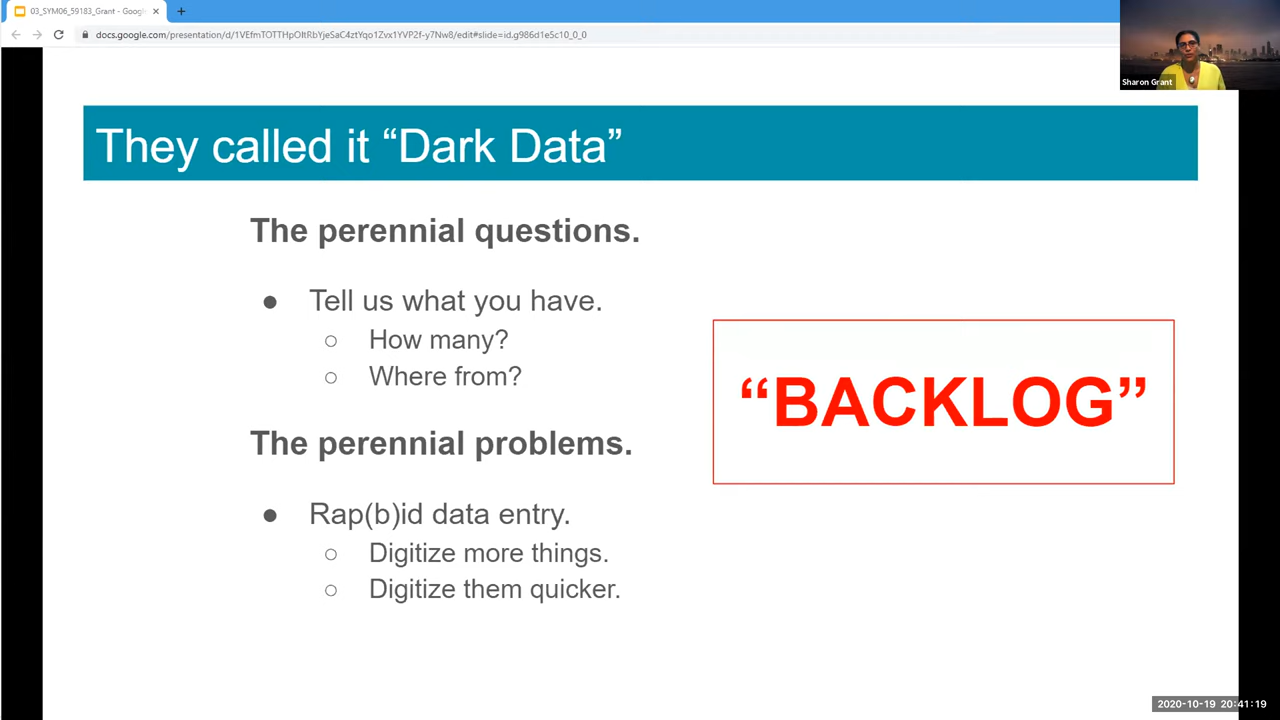 03_SYM06_59183_Grant - Goog
docs.google.com/presentation/d/1VEfmTOTTHpOItRbYjeSaC4ztYqo1Zvx1YVP2f-y7Nw8/edit#slide=id.g986d1e5c10_0_0
Sharon Grant
They called it “Dark Data”
The perennial questions.
● Tell us what you have.
○ How many?
○ Where from?
“BACKLOG”
The perennial problems.
● Rap(b)id data entry.
○ Digitize more things.
○ Digitize them quicker.
2020-10-19 20:41:19